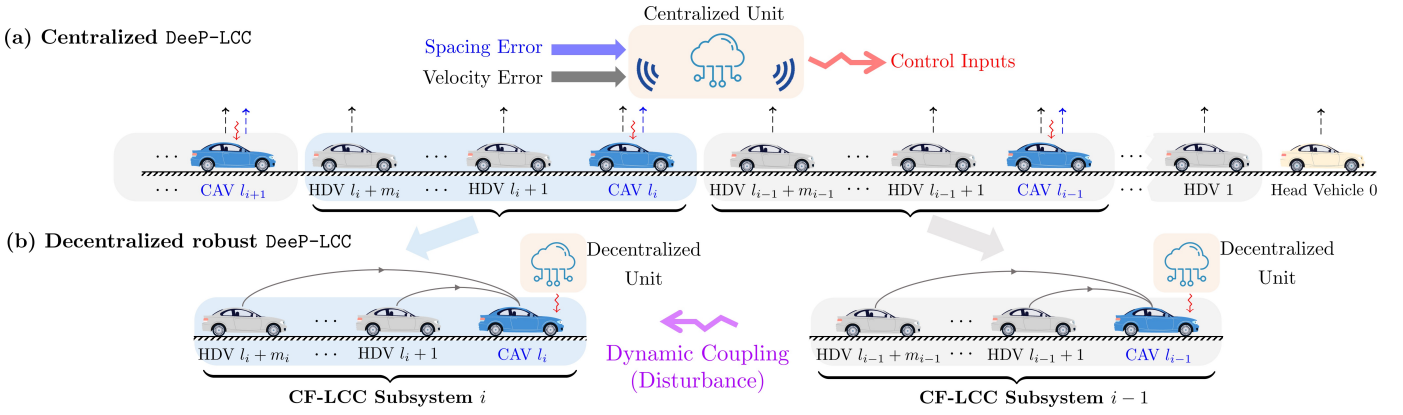 Centralized Unit
(a) Centralized DeeP-LCC
Spacing Error
Velocity Error
Control Inputs
··· CAV l_{i+1} HDV l_i + m_i ··· HDV l_i + 1 CAV l_i HDV l_{i−1} + m_{i−1} ··· HDV l_{i−1} + 1 CAV l_{i−1} ··· HDV 1 Head Vehicle 0
(b) Decentralized robust DeeP-LCC
Decentralized
Unit
Decentralized
Unit
HDV l_i + m_i ··· HDV l_i + 1 CAV l_i
Dynamic Coupling
(Disturbance)
HDV l_{i−1} + m_{i−1} ··· HDV l_{i−1} + 1 CAV l_{i−1}
CF-LCC Subsystem i
CF-LCC Subsystem i − 1